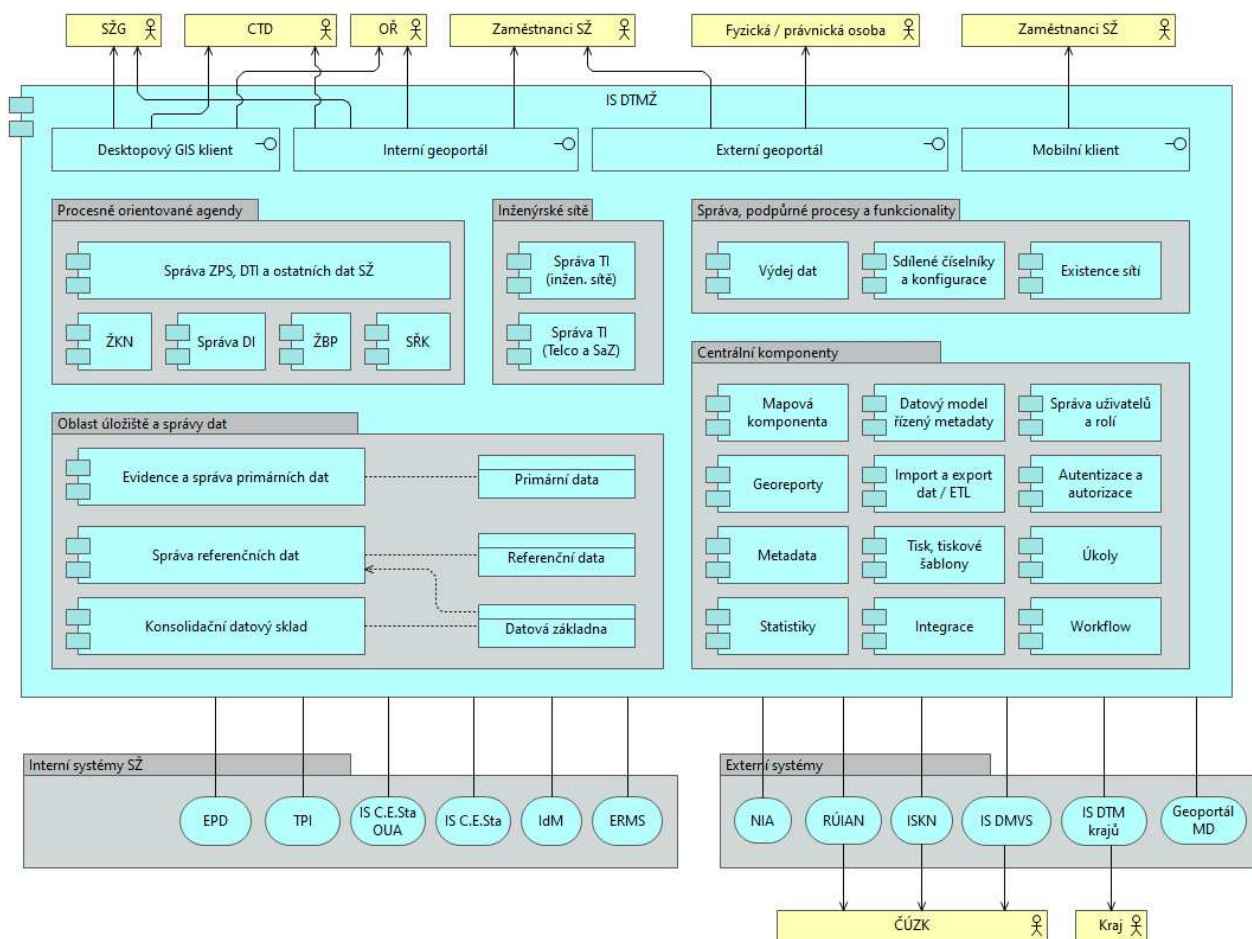 SŽG
CTD
OŘ
Zaměstnanci SŽ
Fyzická / právnická osoba
Zaměstnanci SŽ
IS DTMŽ
Desktopový GIS klient
Interní geoportál
Externí geoportál
Mobilní klient
Procesně orientované agendy
Správa ZPS, DTI a ostatních dat SŽ
ŽKN
Správa DI
ŽBP
SŘK
Inženýrské sítě
Správa TI
(inžen. sítě)
Správa TI
(Telco a SaZ)
Správa, podpůrné procesy a funkcionality
Výdej dat
Sdílené číselníky
a konfigurace
Existence sítí
Centrální komponenty
Mapová
komponenta
Datový model
řízený metadaty
Správa uživatelů
a rolí
Georeporty
Import a export
dat / ETL
Autentizace a
autorizace
Metadata
Tisk, tiskové
šablony
Úkoly
Statistiky
Integrace
Workflow
Oblast úložiště a správy dat
Evidence a správa primárních dat
Primární data
Správa referenčních dat
Referenční data
Konsolidační datový sklad
Datová základna
Interní systémy SŽ
EPD
TPI
IS C.E.Sta
OUA
IS C.E.Sta
IdM
ERMS
Externí systémy
NIA
RÚIAN
ISKN
IS DMVS
IS DTM
krajů
Geoportál
MD
ČÚZK
Kraj